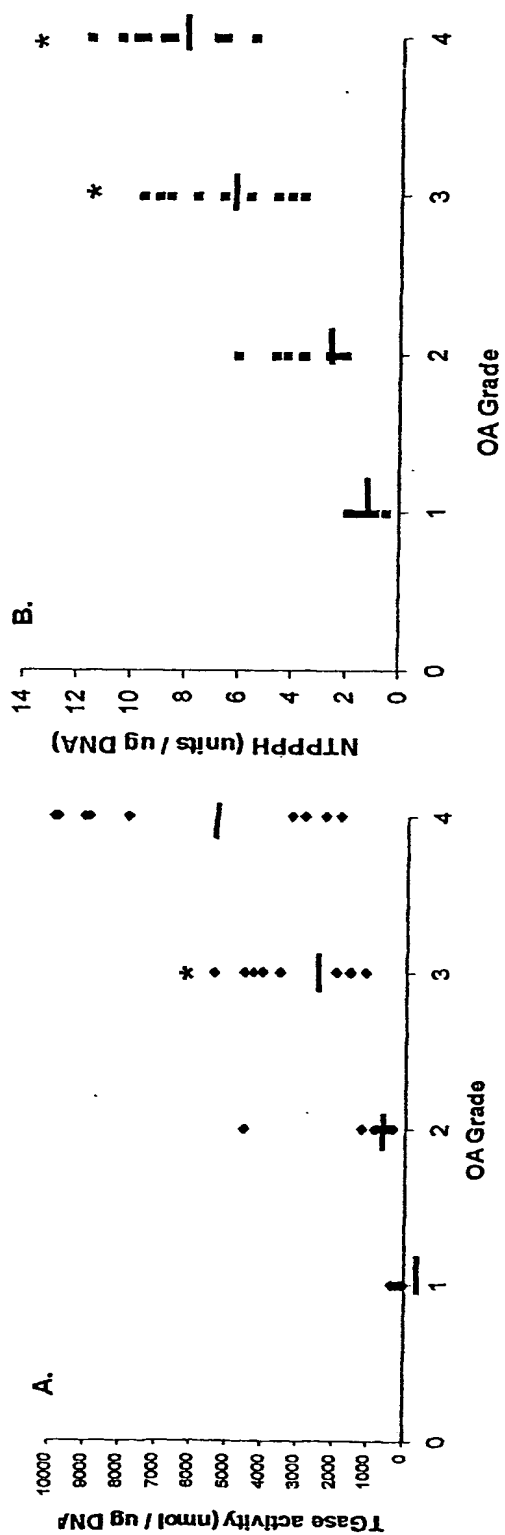 A.
TGase activity (nmol / ug DNA
10000
9000
8000
7000
6000
5000
4000
3000
2000
1000
0
*
0 1 2 3 4
OA Grade
B.
NTPPPH (units / ug DNA)
14
12
10
8
6
4
2
0
*
*
0 1 2 3 4
OA Grade